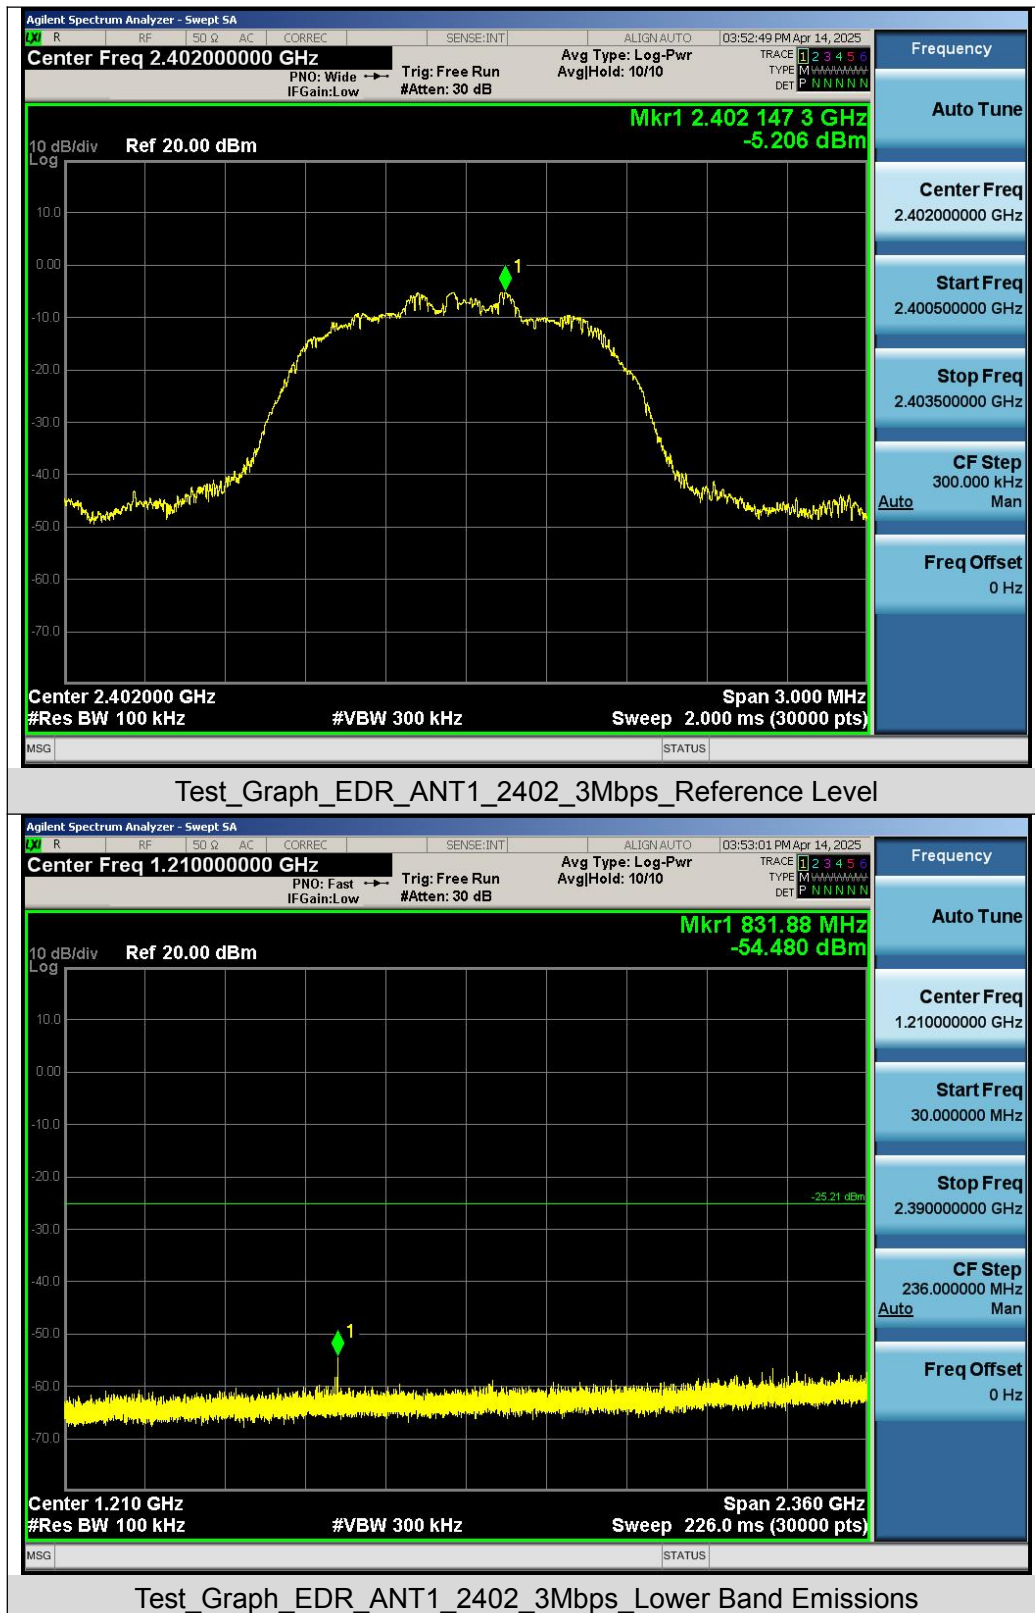 Agilent Spectrum Analyzer - Swept SA
LXI R RF 50 Ω AC CORREC SENSE:INT ALIGN AUTO 03:52:49 PM Apr 14, 2025
Center Freq 2.402000000 GHz
PNO: Wide
IFGain:Low
Trig: Free Run
#Atten: 30 dB
Avg Type: Log-Pwr
Avg|Hold: 10/10
TRACE 1 2 3 4 5 6
TYPE M
DET P N N N N N
Mkr1 2.402 147 3 GHz
-5.206 dBm
10 dB/div Ref 20.00 dBm
Log
10.0
0.00
-10.0
-20.0
-30.0
-40.0
-50.0
-60.0
-70.0
1
Center 2.402000 GHz Span 3.000 MHz
#Res BW 100 kHz #VBW 300 kHz Sweep 2.000 ms (30000 pts)
MSG STATUS
Frequency
Auto Tune
Center Freq
2.402000000 GHz
Start Freq
2.400500000 GHz
Stop Freq
2.403500000 GHz
CF Step
300.000 kHz
Auto Man
Freq Offset
0 Hz
Test_Graph_EDR_ANT1_2402_3Mbps_Reference Level
Agilent Spectrum Analyzer - Swept SA
LXI R RF 50 Ω AC CORREC SENSE:INT ALIGN AUTO 03:53:01 PM Apr 14, 2025
Center Freq 1.210000000 GHz
PNO: Fast
IFGain:Low
Trig: Free Run
#Atten: 30 dB
Avg Type: Log-Pwr
Avg|Hold: 10/10
TRACE 1 2 3 4 5 6
TYPE M
DET P N N N N N
Mkr1 831.88 MHz
-54.480 dBm
10 dB/div Ref 20.00 dBm
Log
10.0
0.00
-10.0
-20.0
-30.0
-40.0
-50.0
-60.0
-70.0
-25.21 dBm
1
Center 1.210 GHz Span 2.360 GHz
#Res BW 100 kHz #VBW 300 kHz Sweep 226.0 ms (30000 pts)
MSG STATUS
Frequency
Auto Tune
Center Freq
1.210000000 GHz
Start Freq
30.000000 MHz
Stop Freq
2.390000000 GHz
CF Step
236.000000 MHz
Auto Man
Freq Offset
0 Hz
Test_Graph_EDR_ANT1_2402_3Mbps_Lower Band Emissions